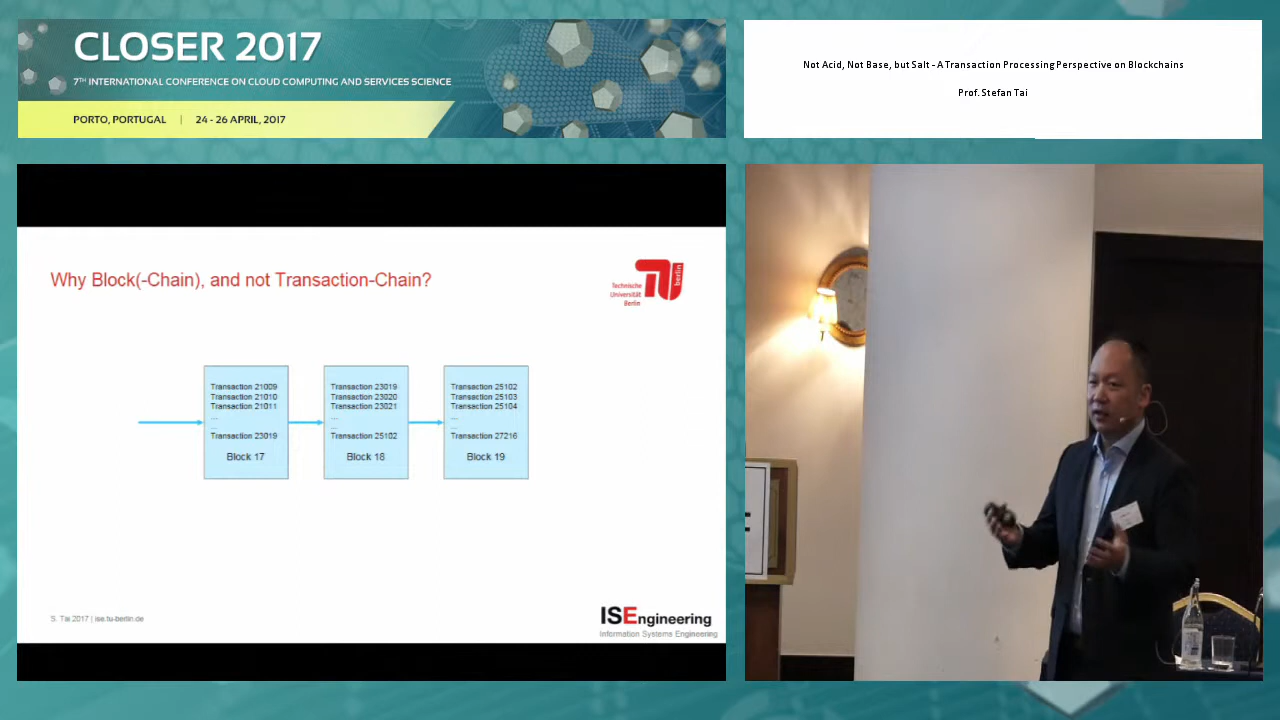 CLOSER 2017
7TH INTERNATIONAL CONFERENCE ON CLOUD COMPUTING AND SERVICES SCIENCE
PORTO, PORTUGAL | 24 - 26 APRIL, 2017
Not Acid, Not Base, but Salt - A Transaction Processing Perspective on Blockchains
Prof. Stefan Tai
Why Block(-Chain), and not Transaction-Chain?
Technische
Universität
Berlin
berlin
Transaction 21009
Transaction 21010
Transaction 21011
...
...
Transaction 23019
Block 17
Transaction 23019
Transaction 23020
Transaction 23021
...
...
Transaction 25102
Block 18
Transaction 25102
Transaction 25103
Transaction 25104
...
...
Transaction 27216
Block 19
S. Tai 2017 | ise.tu-berlin.de
ISEngineering
Information Systems Engineering